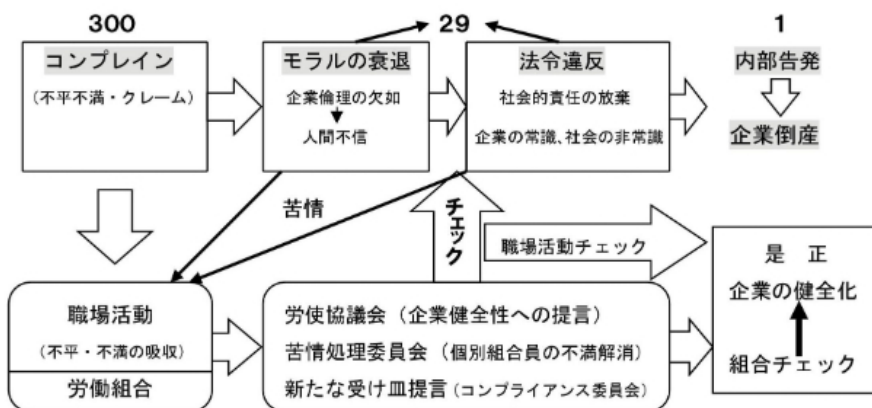 300
29
1
コンプレイン
(不平不満・クレーム)
モラルの衰退
企業倫理の欠如
人間不信
法令違反
社会的責任の放棄
企業の常識、社会の非常識
内部告発
企業倒産
苦情
チェック
職場活動チェック
職場活動
(不平・不満の吸収)
労働組合
労使協議会(企業健全性への提言)
苦情処理委員会(個別組合員の不満解消)
新たな受け皿提言(コンプライアンス委員会)
是 正
企業の健全化
組合チェック